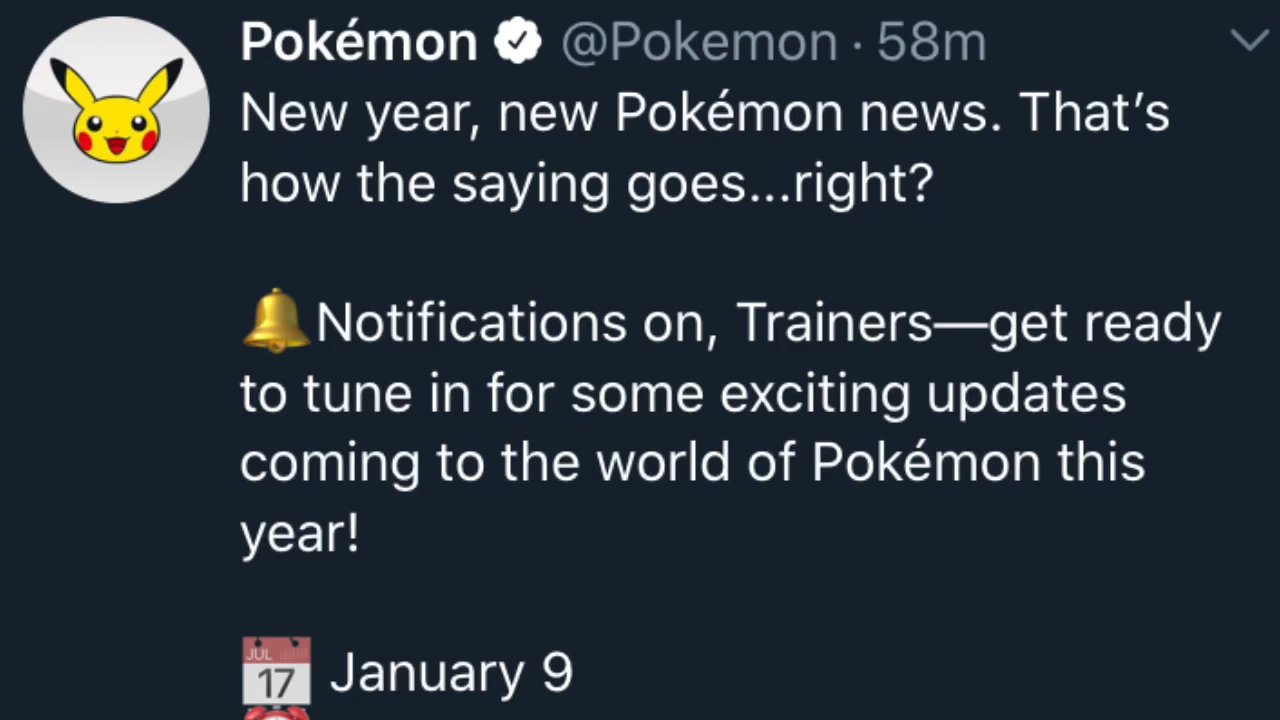 Pokémon @Pokemon · 58m
New year, new Pokémon news. That’s
how the saying goes...right?
🔔Notifications on, Trainers—get ready
to tune in for some exciting updates
coming to the world of Pokémon this
year!
JUL
17 January 9